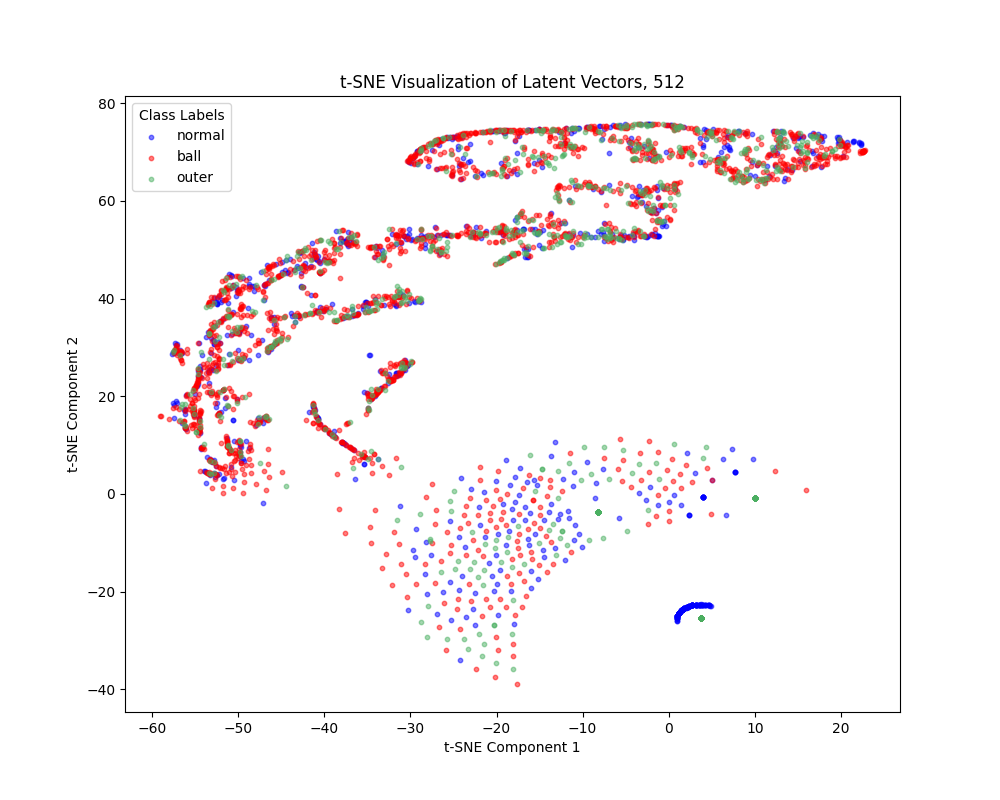 t-SNE Visualization of Latent Vectors, 512
Class Labels
normal
ball
outer
80
60
40
20
0
−20
−40
t-SNE Component 2
−60 −50 −40 −30 −20 −10 0 10 20
t-SNE Component 1